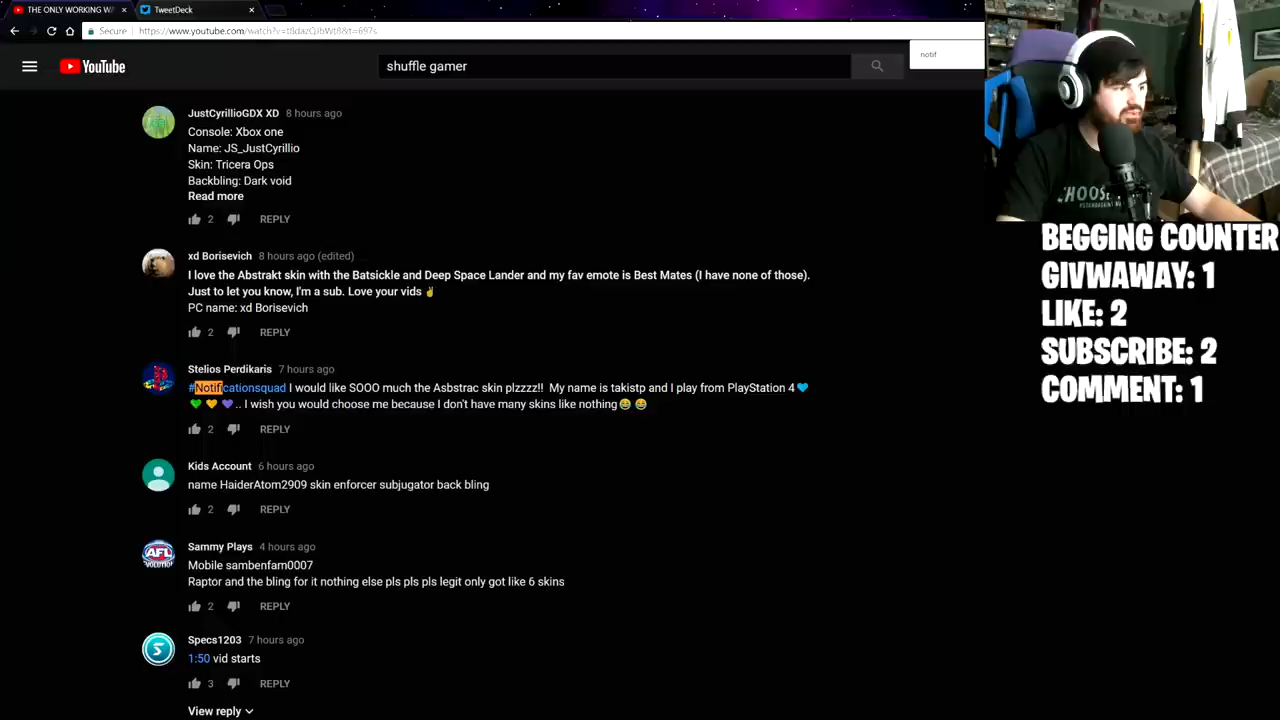 THE ONLY WORKING W
TweetDeck
Secure
shuffle gamer
notif
YouTube
JustCyrillioGDX XD 8 hours ago
Console: Xbox one
Name: JS_JustCyrillio
Skin: Tricera Ops
Backbling: Dark void
Read more
2 REPLY
xd Borisevich 8 hours ago (edited)
I love the Abstrakt skin with the Batsickle and Deep Space Lander and my fav emote is Best Mates (I have none of those).
Just to let you know, I'm a sub. Love your vids ✌
PC name: xd Borisevich
2 REPLY
Stelios Perdikaris 7 hours ago
#Notificationsquad I would like SOOO much the Asbstrac skin plzzzz!! My name is takistp and I play from PlayStation 4💙
💚 💛 💜 .. I wish you would choose me because I don't have many skins like nothing😂 😂
2 REPLY
Kids Account 6 hours ago
name HaiderAtom2909 skin enforcer subjugator back bling
2 REPLY
AFL
Sammy Plays 4 hours ago
Mobile sambenfam0007
Raptor and the bling for it nothing else pls pls pls legit only got like 6 skins
2 REPLY
Specs1203 7 hours ago
1:50 vid starts
3 REPLY
View reply
CHOOSE
BEGGING COUNTER
GIVWAWAY: 1
LIKE: 2
SUBSCRIBE: 2
COMMENT: 1